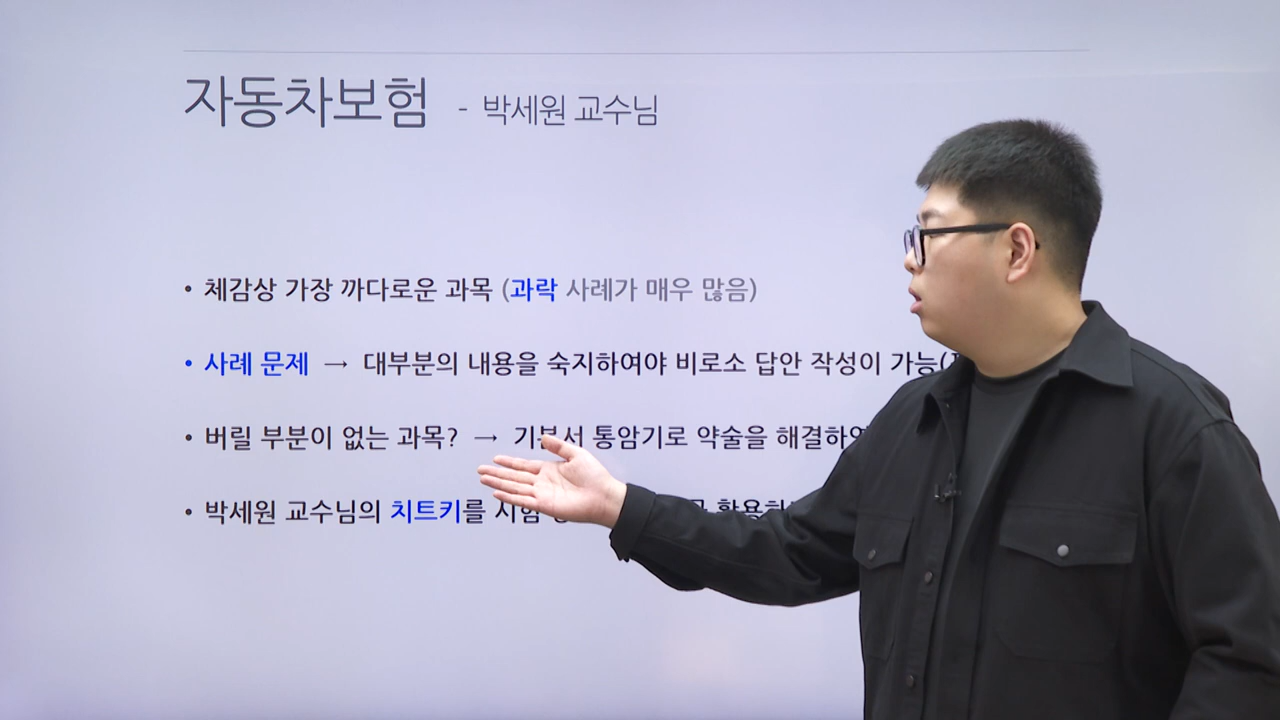 자동차보험 - 박세원 교수님
• 체감상 가장 까다로운 과목 (과락 사례가 매우 많음)
• 사례 문제 → 대부분의 내용을 숙지하여야 비로소 답안 작성이 가능(
• 버릴 부분이 없는 과목? → 기본서 통암기로 약술을 해결하여
• 박세원 교수님의 치트키를 시험